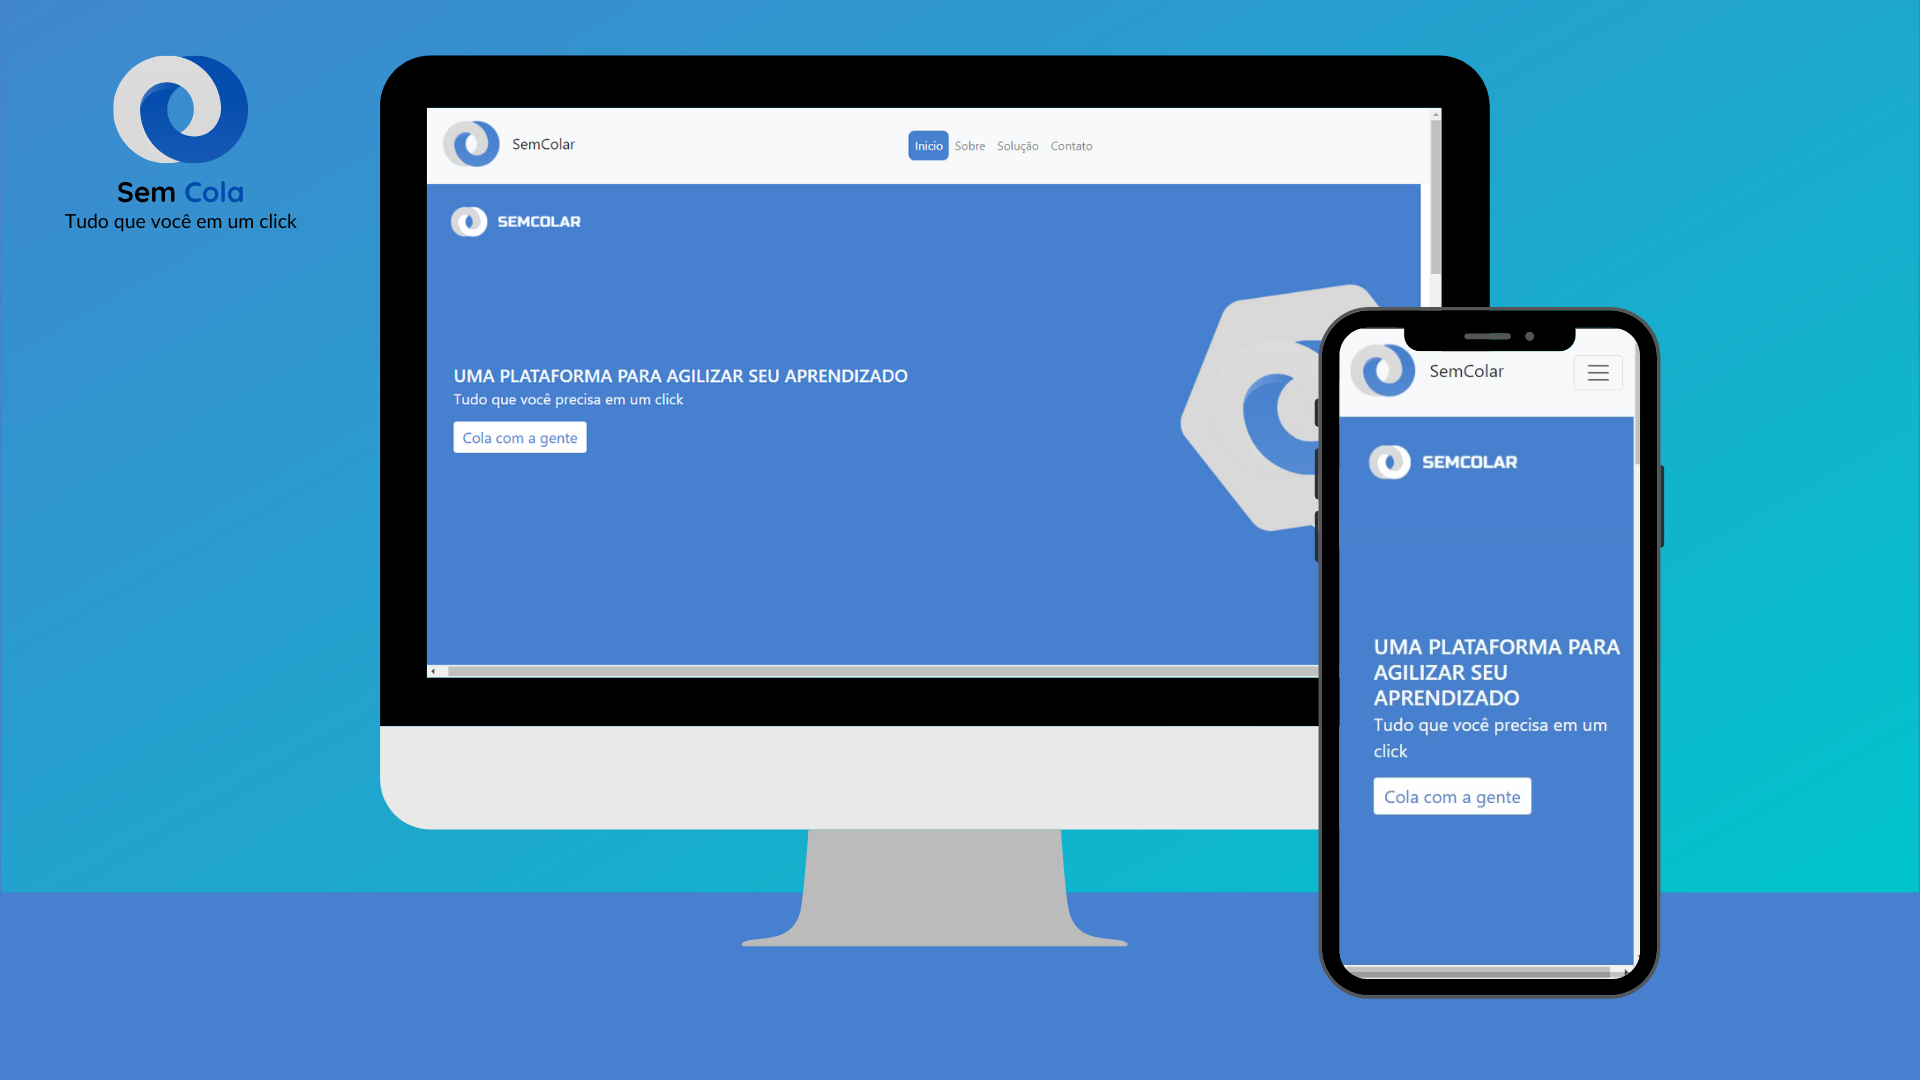 Sem Cola
Tudo que você em um click
SemColar
Inicio Sobre Solução Contato
SEMCOLAR
UMA PLATAFORMA PARA AGILIZAR SEU APRENDIZADO
Tudo que você precisa em um click
Cola com a gente
SemColar
SEMCOLAR
UMA PLATAFORMA PARA
AGILIZAR SEU
APRENDIZADO
Tudo que você precisa em um
click
Cola com a gente